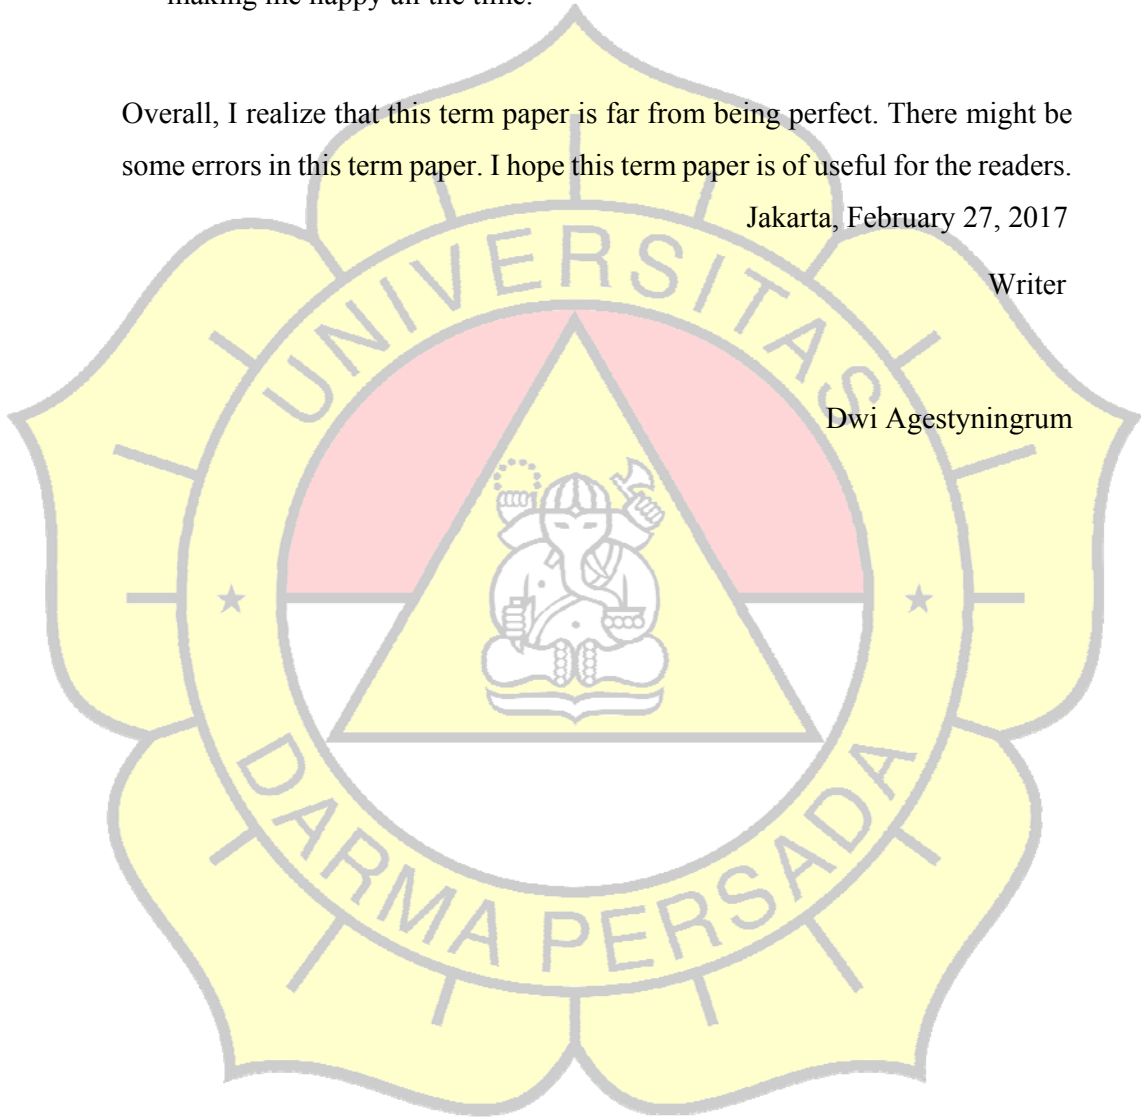 making me happy all the time.
Overall, I realize that this term paper is far from being perfect. There might be
some errors in this term paper. I hope this term paper is of useful for the readers.
Jakarta, February 27, 2017
Writer
Dwi Agestyningrum
UNIVERSITAS
DARMA PERSADA